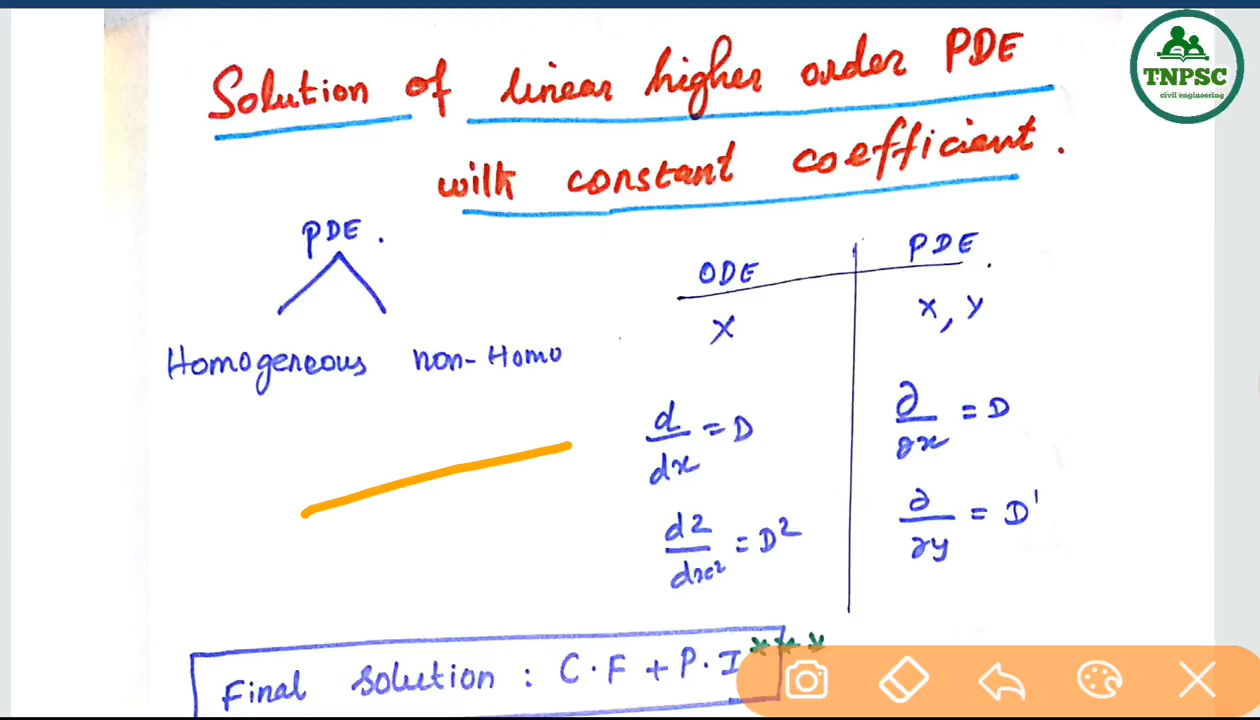 Solution of linear higher order PDE
with constant coefficient.
TNPSC
civil engineering
PDE.
Homogeneous non-Homo
ODE | PDE.
X | X, Y
d/dx = D | ∂/∂x = D
d2/dx² = D² | ∂/∂y = D'
Final solution : C.F + P.I ***